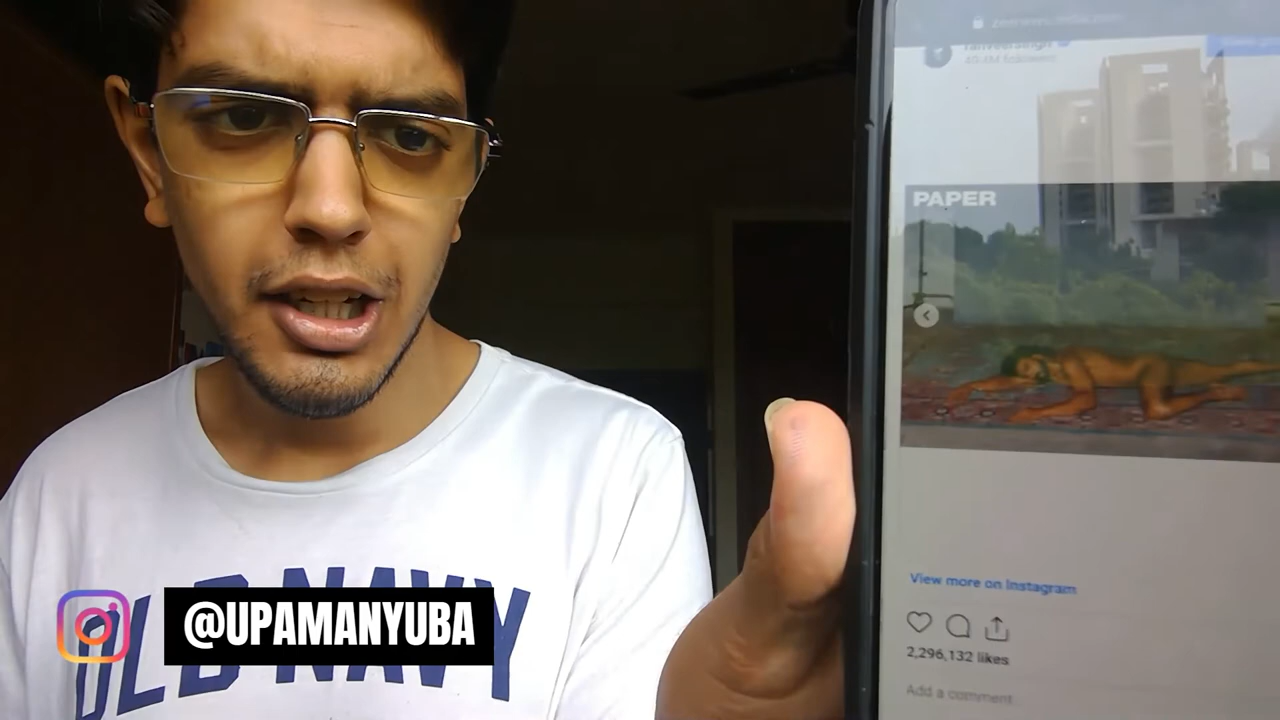 PAPER
OLD NAVY
@UPAMANYUBA
View more on Instagram
2,296,132 likes
Add a comment